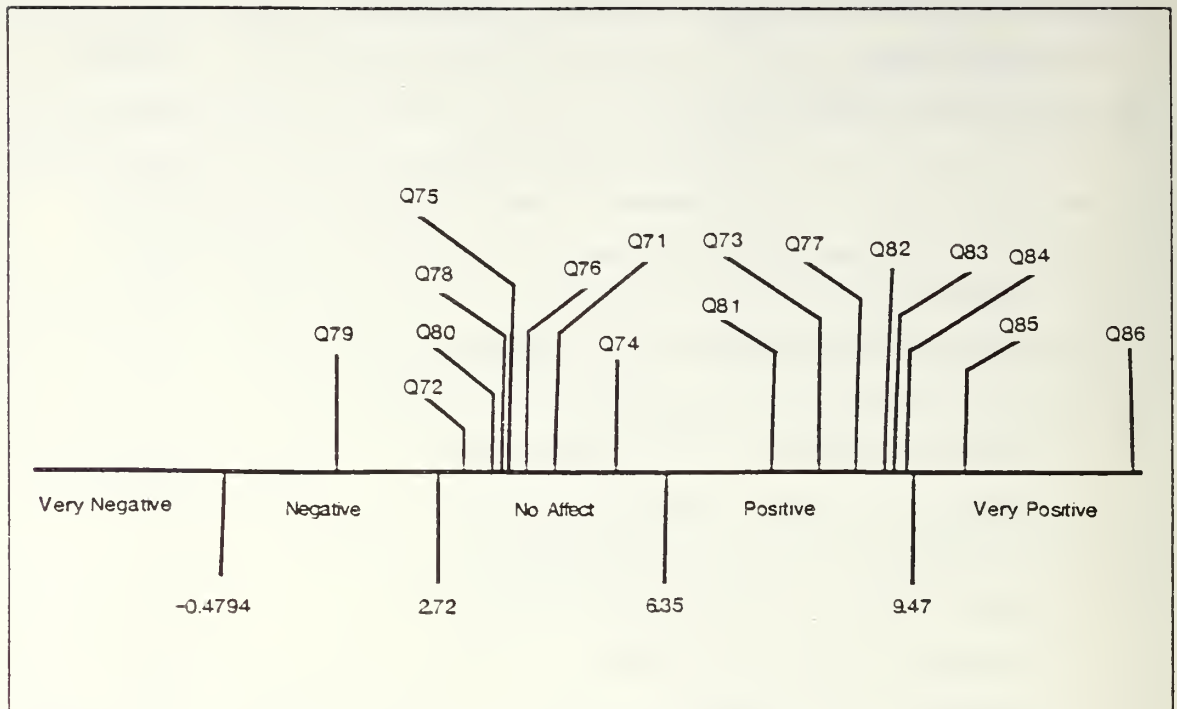 Q75
Q71
Q73
Q77
Q82
Q83
Q84
Q78
Q76
Q81
Q79
Q80
Q74
Q85
Q86
Q72
Very Negative
Negative
No Affect
Positive
Very Positive
-0.4794
2.72
6.35
9.47